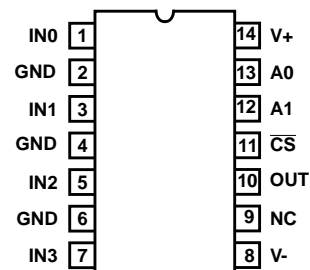 IN0 1 14 V+
GND 2 13 A0
IN1 3 12 A1
GND 4 11 C̅S̅
IN2 5 10 OUT
GND 6 9 NC
IN3 7 8 V-